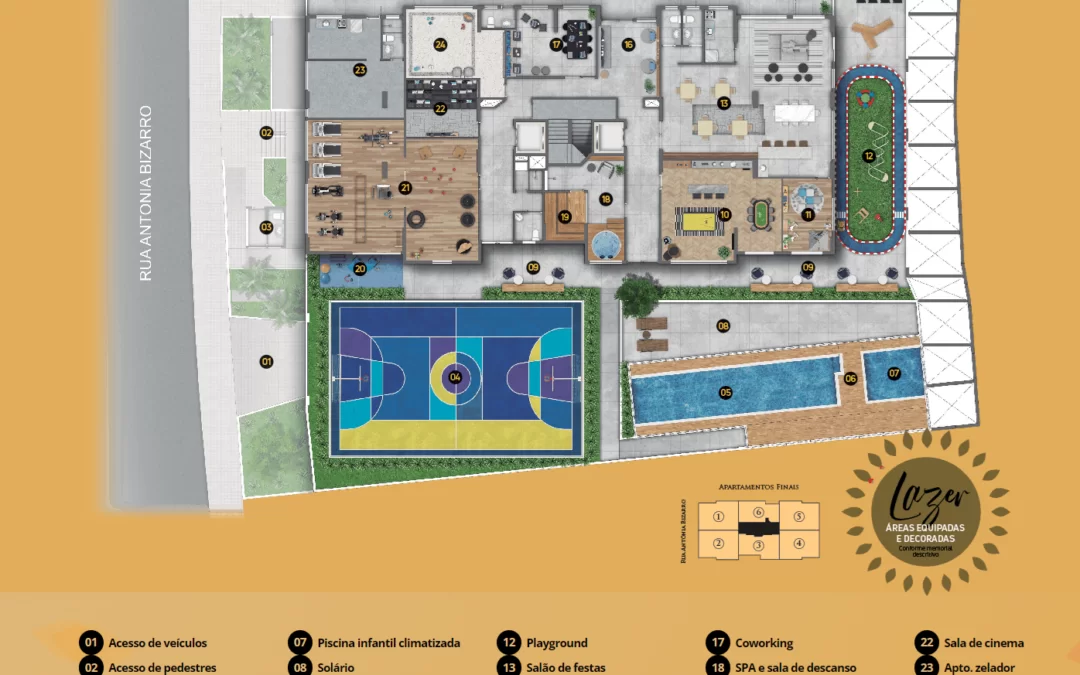 RUA ANTONIA BIZARRO
24
17
16
23
22
13
02
12
21
18
10
11
19
03
20
09
09
08
01
04
05
06
07
APARTAMENTOS FINAIS
RUA ANTÔNIA BIZARRO
1
6
5
2
3
4
Lazer
ÁREAS EQUIPADAS
E DECORADAS
Conforme memorial
descritivo
01 Acesso de veículos
07 Piscina infantil climatizada
12 Playground
17 Coworking
22 Sala de cinema
02 Acesso de pedestres
08 Solário
13 Salão de festas
18 SPA e sala de descanso
23 Apto. zelador